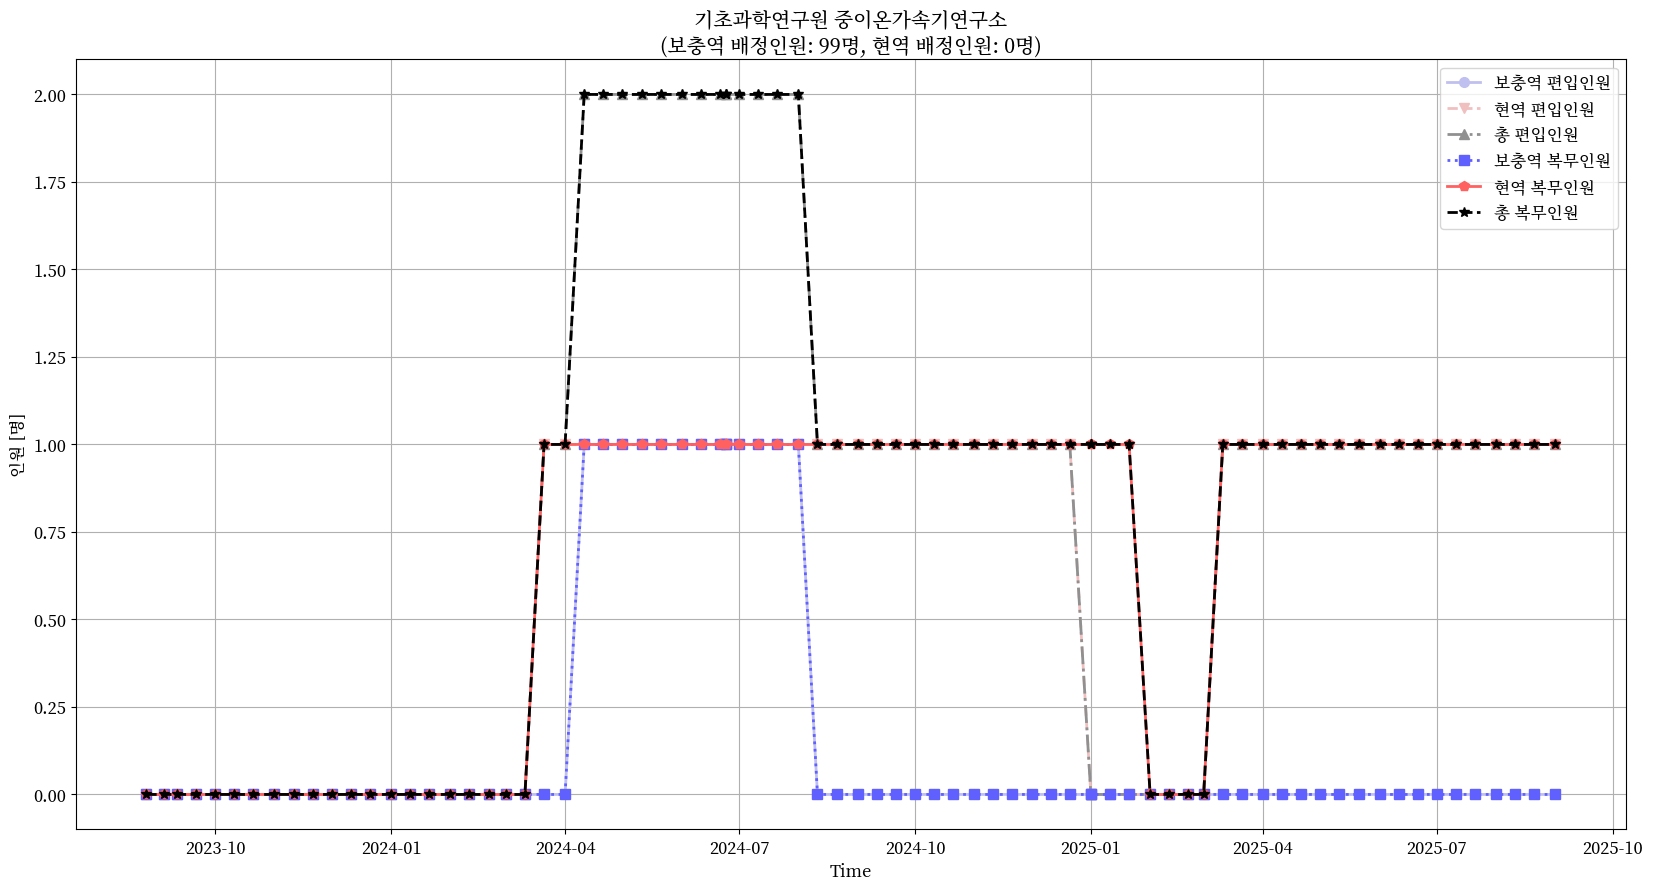 기초과학연구원 중이온가속기연구소
(보충역 배정인원: 99명, 현역 배정인원: 0명)
보충역 편입인원
현역 편입인원
총 편입인원
보충역 복무인원
현역 복무인원
총 복무인원
2.00
1.75
1.50
1.25
1.00
0.75
0.50
0.25
0.00
인원 [명]
2023-10
2024-01
2024-04
2024-07
2024-10
2025-01
2025-04
2025-07
2025-10
Time